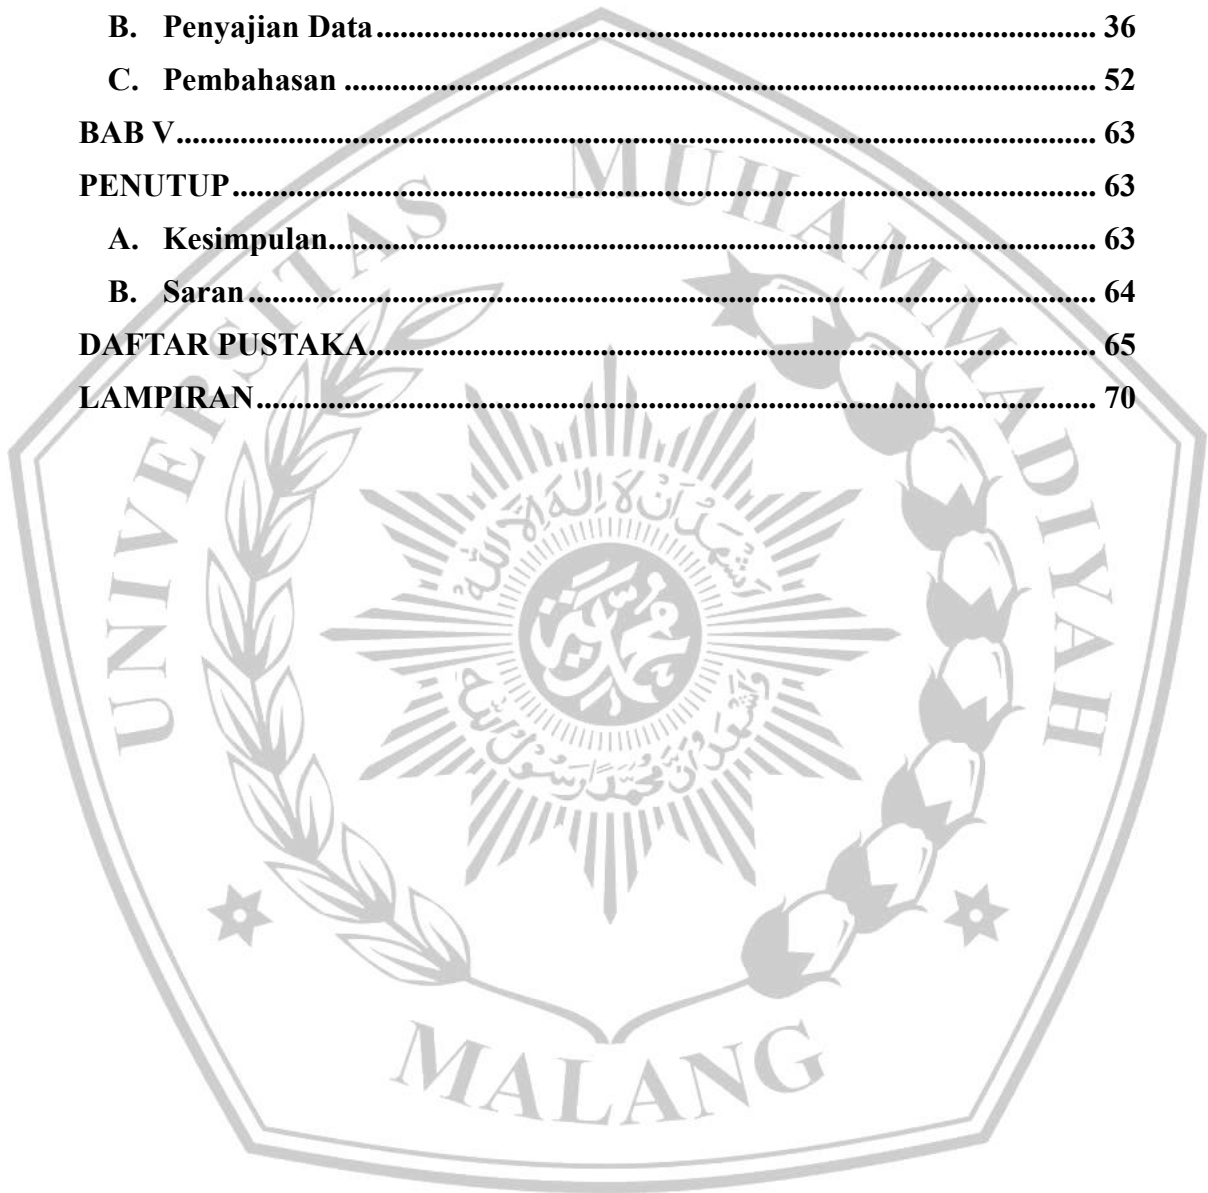 B. Penyajian Data........................................................................................... 36
C. Pembahasan ............................................................................................... 52
BAB V.................................................................................................................... 63
PENUTUP............................................................................................................. 63
A. Kesimpulan................................................................................................. 63
B. Saran........................................................................................................... 64
DAFTAR PUSTAKA............................................................................................ 65
LAMPIRAN.......................................................................................................... 70
UNIVERSITAS MUHAMMADIYAH
MALANG